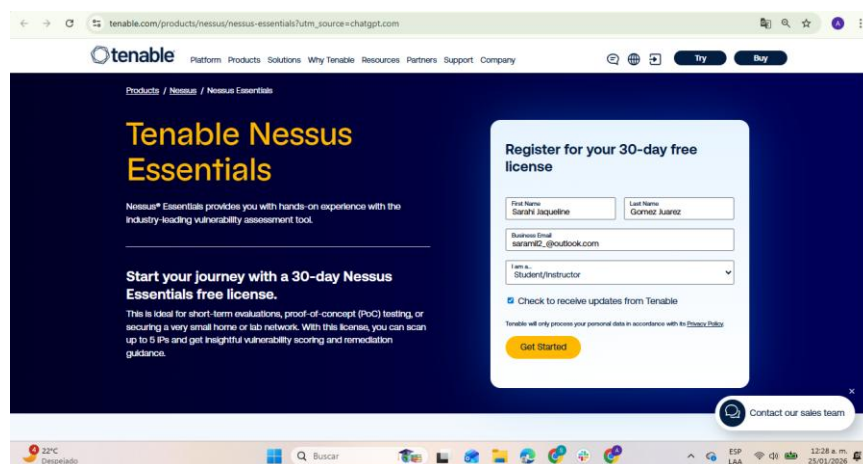 tenable.com/products/nessus/nessus-essentials?utm_source=chatgpt.com
tenable
Platform Products Solutions Why Tenable Resources Partners Support Company
Try
Buy
Products / Nessus / Nessus Essentials
Tenable Nessus
Essentials
Nessus® Essentials provides you with hands-on experience with the
industry-leading vulnerability assessment tool.
Start your journey with a 30-day Nessus
Essentials free license.
This is ideal for short-term evaluations, proof-of-concept (PoC) testing, or
securing a very small home or lab network. With this license, you can scan
up to 5 IPs and get insightful vulnerability scoring and remediation
guidance.
Register for your 30-day free
license
First Name
Sarahi Jaqueline
Last Name
Gomez Juarez
Business Email
saramil2_@outlook.com
I am a...
Student/Instructor
Check to receive updates from Tenable
Tenable will only process your personal data in accordance with its Privacy Policy.
Get Started
Contact our sales team
4
22°C
Despejado
Buscar
ESP
LAA
12:28 a. m.
25/01/2026